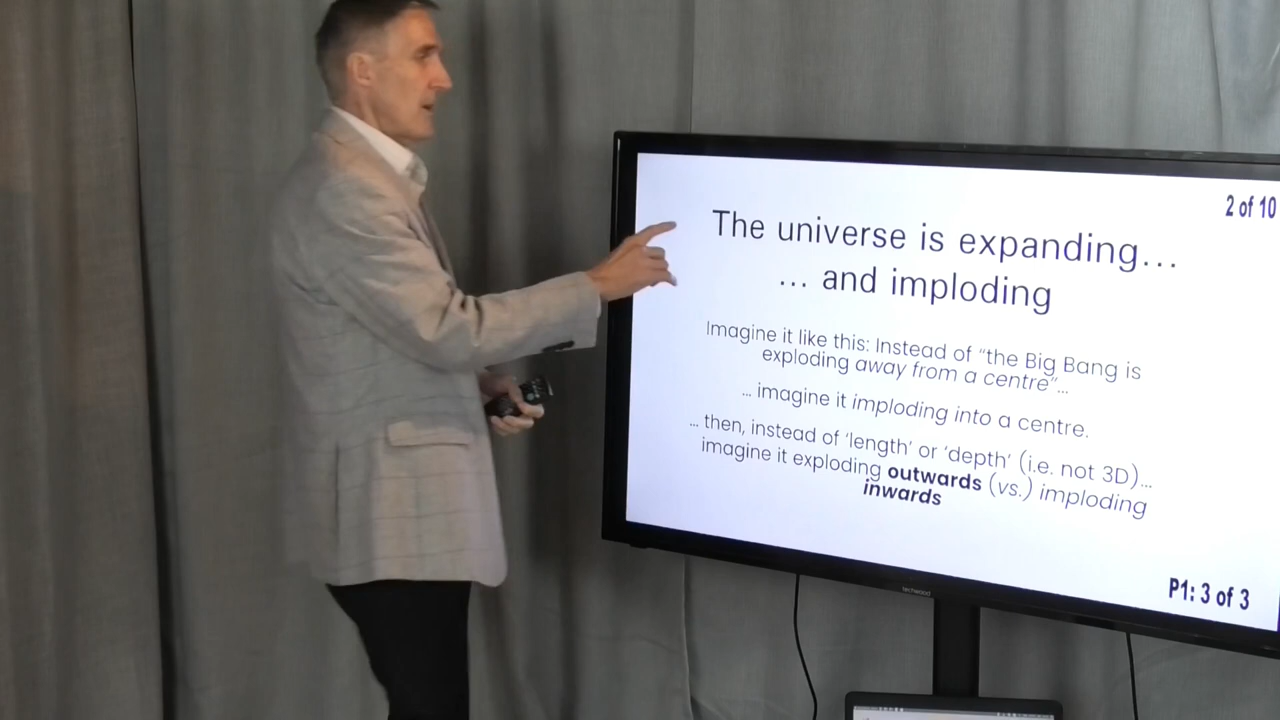 2 of 10
The universe is expanding...
... and imploding
Imagine it like this: Instead of “the Big Bang is
exploding away from a centre”...
... imagine it imploding into a centre.
... then, instead of ‘length’ or ‘depth’ (i.e. not 3D)...
imagine it exploding outwards (vs.) imploding
inwards
P1: 3 of 3
techwood